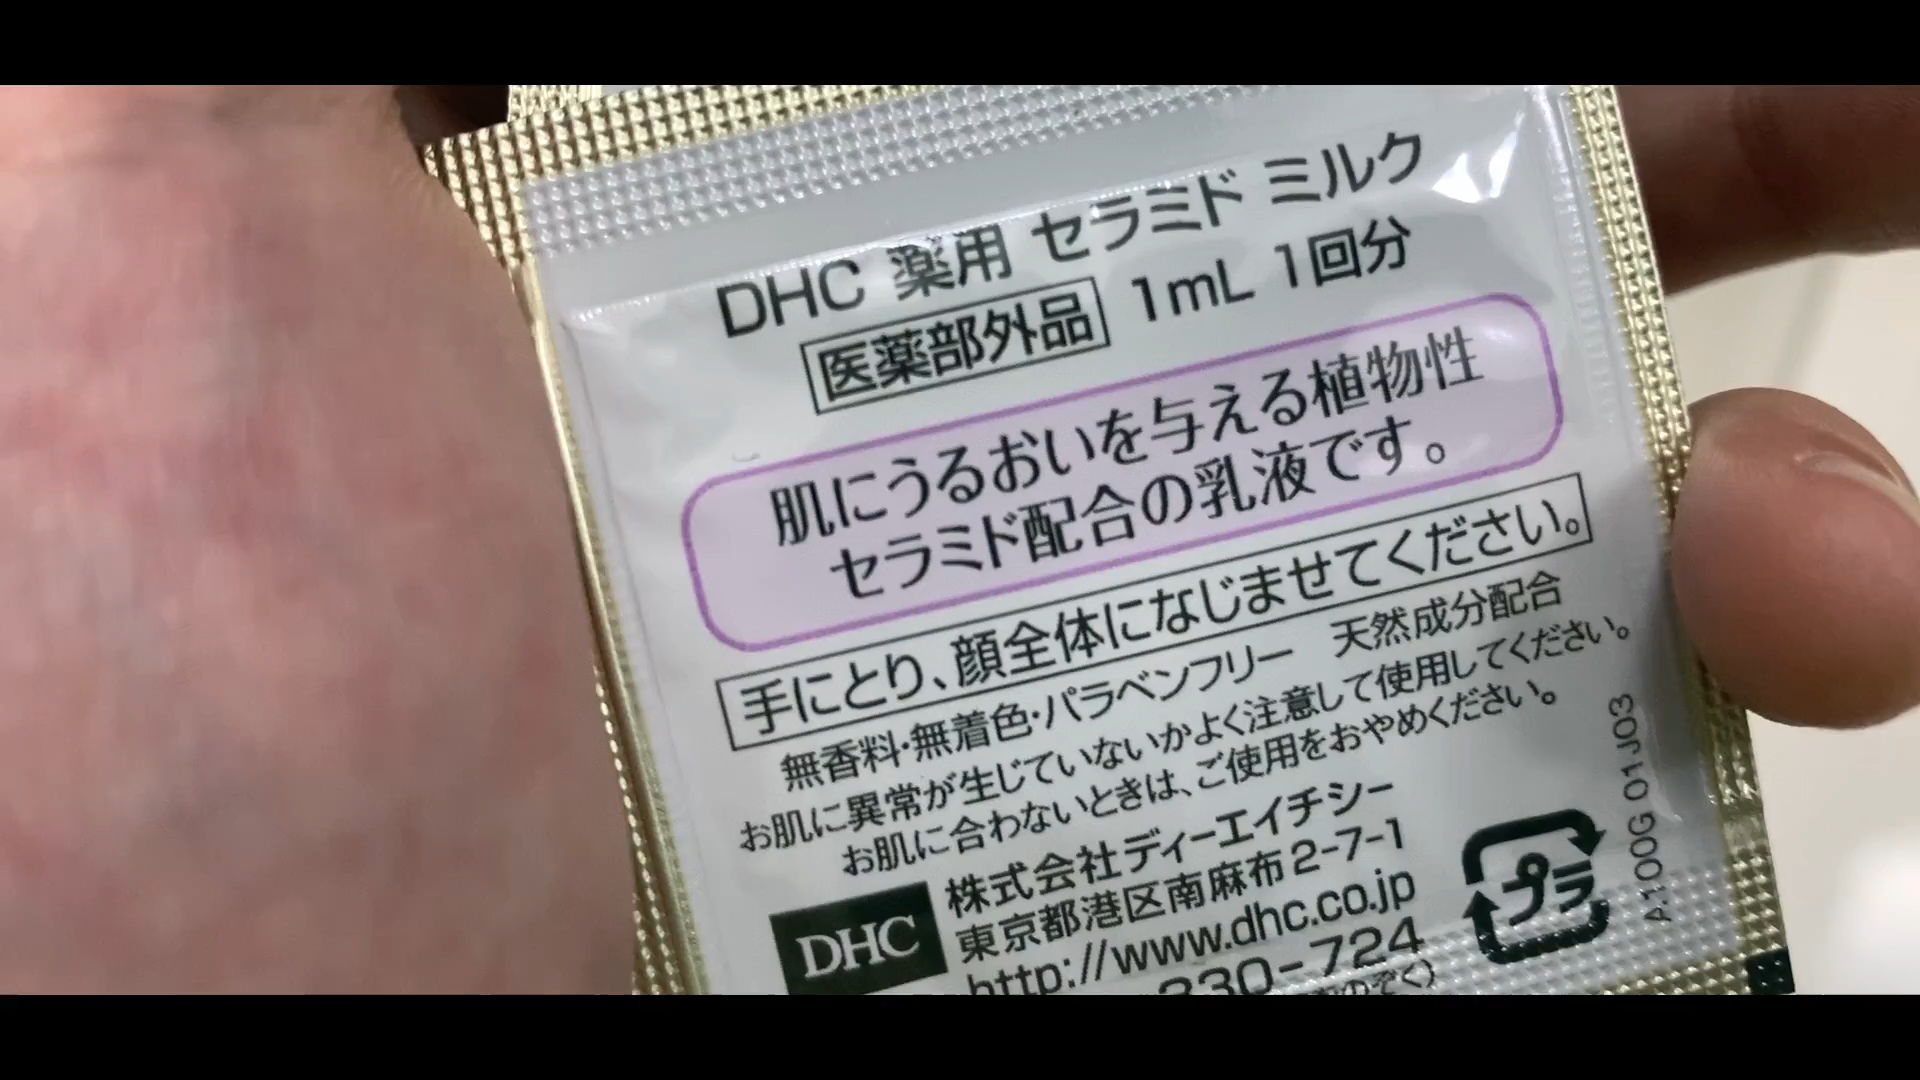 DHC 薬用 セラミド ミルク
医薬部外品 1mL 1回分
肌にうるおいを与える植物性
セラミド配合の乳液です。
手にとり、顔全体になじませてください。
無香料・無着色・パラベンフリー 天然成分配合
お肌に異常が生じていないかよく注意して使用してください。
お肌に合わないときは、ご使用をおやめください。
DHC
株式会社ディーエイチシー
東京都港区南麻布2-7-1
http://www.dhc.co.jp
330-724
のぞく)
プラ
A100G 01J03